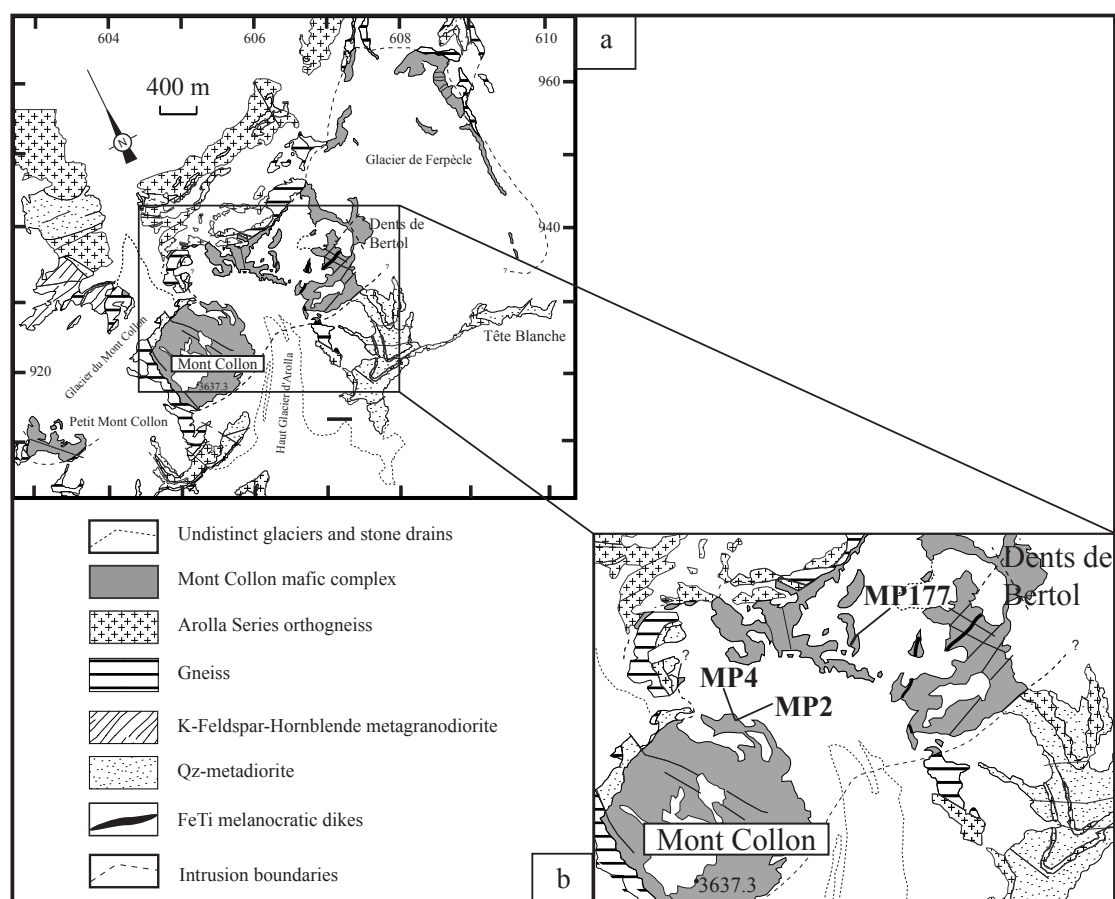 604
606
608
610
a
960
400 m
N
Glacier de Ferpècle
Dents de
Bertol
940
?
?
?
Tête Blanche
Glacier du Mont Collon
Mont Collon
920
3637.3
Haut Glacier d'Arolla
Petit Mont Collon
Undistinct glaciers and stone drains
Mont Collon mafic complex
Arolla Series orthogneiss
Gneiss
K-Feldspar-Hornblende metagranodiorite
Qz-metadiorite
FeTi melanocratic dikes
Intrusion boundaries
Dents de
Bertol
MP177
?
?
MP4
MP2
Mont Collon
3637.3
b